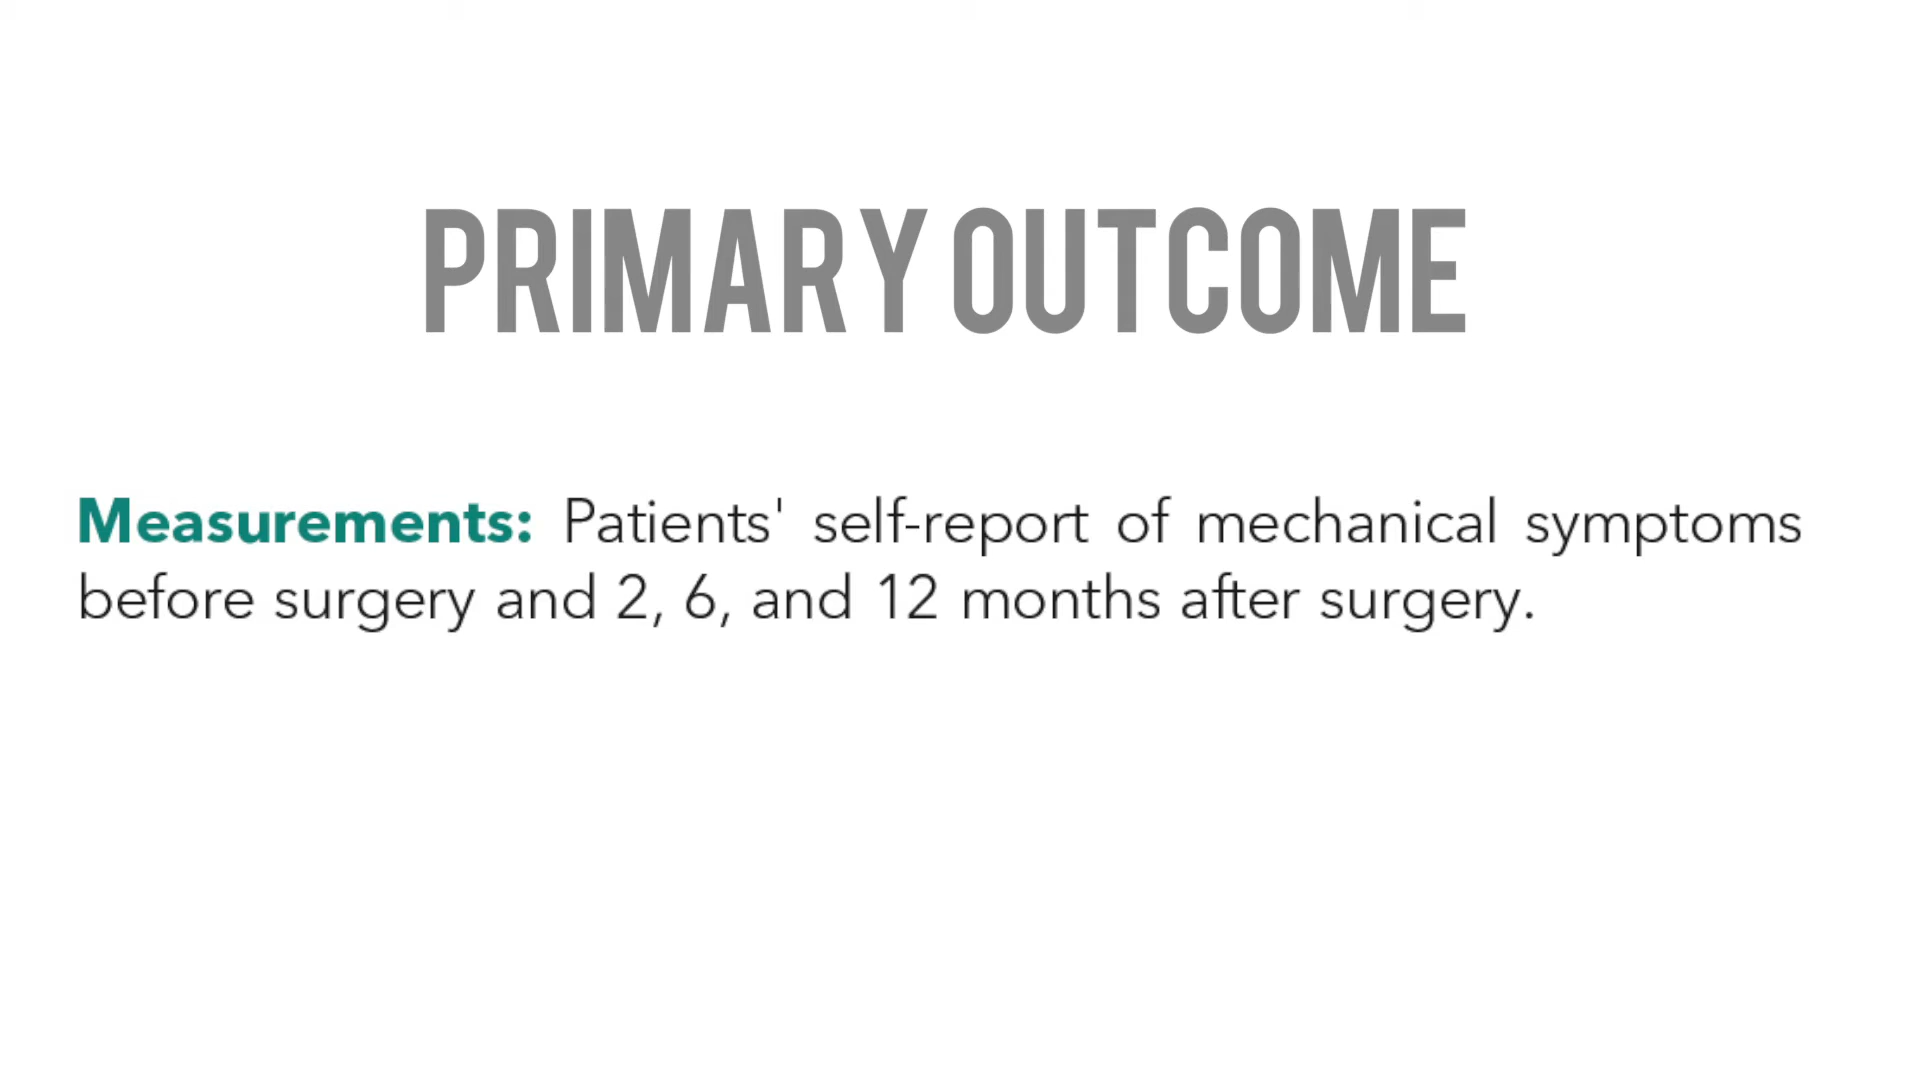 PRIMARY OUTCOME
Measurements: Patients' self-report of mechanical symptoms
before surgery and 2, 6, and 12 months after surgery.